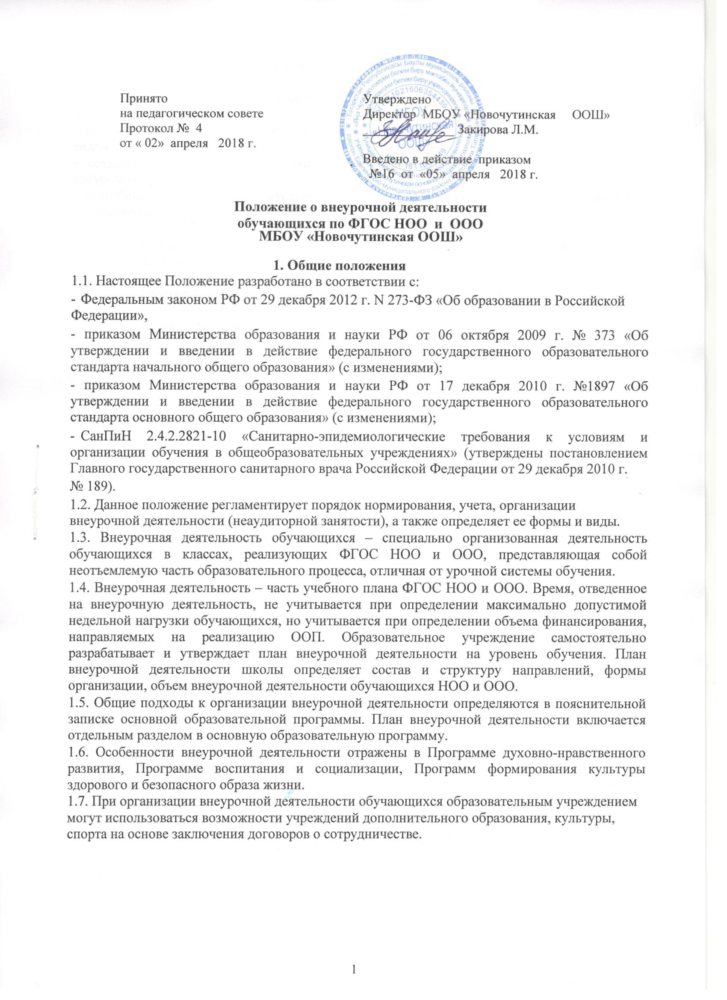 Принято
на педагогическом совете
Протокол № 4
от « 02» апреля 2018 г.
Утверждено
Директор МБОУ «Новочутинская ООШ»
Закирова Л.М.
Введено в действие приказом
№16 от «05» апреля 2018 г.
МБОУ
«Новочутинская
ООШ»
Положение о внеурочной деятельности
обучающихся по ФГОС НОО и ООО
МБОУ «Новочутинская ООШ»
1. Общие положения
1.1. Настоящее Положение разработано в соответствии с:
- Федеральным законом РФ от 29 декабря 2012 г. N 273-ФЗ «Об образовании в Российской
Федерации»,
- приказом Министерства образования и науки РФ от 06 октября 2009 г. № 373 «Об
утверждении и введении в действие федерального государственного образовательного
стандарта начального общего образования» (с изменениями);
- приказом Министерства образования и науки РФ от 17 декабря 2010 г. №1897 «Об
утверждении и введении в действие федерального государственного образовательного
стандарта основного общего образования» (с изменениями);
- СанПиН 2.4.2.2821-10 «Санитарно-эпидемиологические требования к условиям и
организации обучения в общеобразовательных учреждениях» (утверждены постановлением
Главного государственного санитарного врача Российской Федерации от 29 декабря 2010 г.
№ 189).
1.2. Данное положение регламентирует порядок нормирования, учета, организации
внеурочной деятельности (неаудиторной занятости), а также определяет ее формы и виды.
1.3. Внеурочная деятельность обучающихся – специально организованная деятельность
обучающихся в классах, реализующих ФГОС НОО и ООО, представляющая собой
неотъемлемую часть образовательного процесса, отличная от урочной системы обучения.
1.4. Внеурочная деятельность – часть учебного плана ФГОС НОО и ООО. Время, отведенное
на внеурочную деятельность, не учитывается при определении максимально допустимой
недельной нагрузки обучающихся, но учитывается при определении объема финансирования,
направляемых на реализацию ООП. Образовательное учреждение самостоятельно
разрабатывает и утверждает план внеурочной деятельности на уровень обучения. План
внеурочной деятельности школы определяет состав и структуру направлений, формы
организации, объем внеурочной деятельности обучающихся НОО и ООО.
1.5. Общие подходы к организации внеурочной деятельности определяются в пояснительной
записке основной образовательной программы. План внеурочной деятельности включается
отдельным разделом в основную образовательную программу.
1.6. Особенности внеурочной деятельности отражены в Программе духовно-нравственного
развития, Программе воспитания и социализации, Программ формирования культуры
здорового и безопасного образа жизни.
1.7. При организации внеурочной деятельности обучающихся образовательным учреждением
могут использоваться возможности учреждений дополнительного образования, культуры,
спорта на основе заключения договоров о сотрудничестве.
1